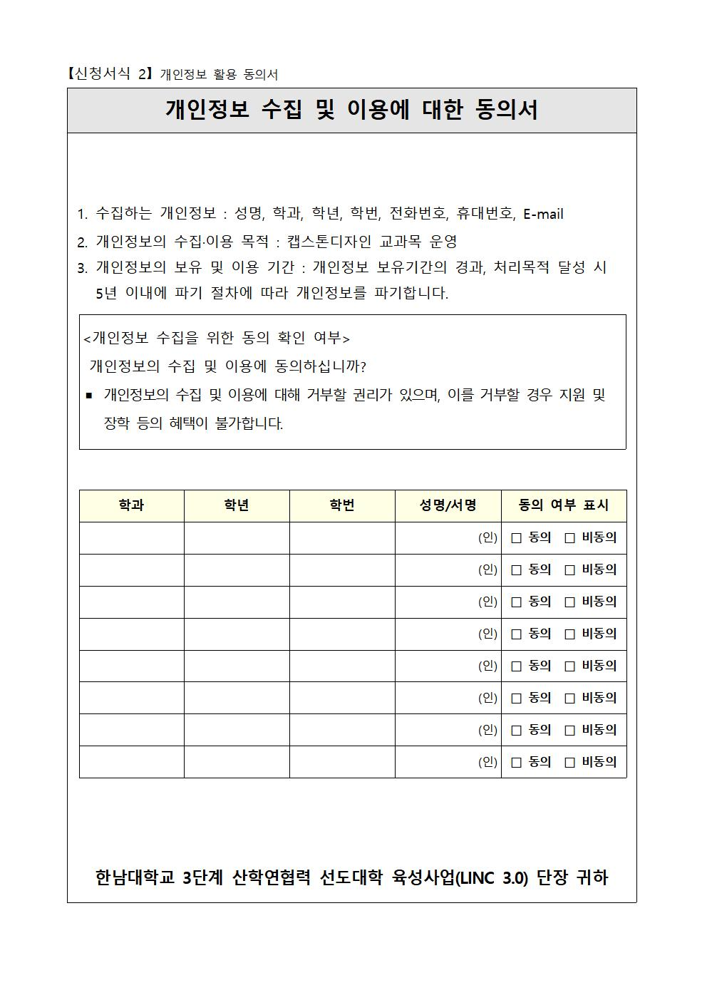 【신청서식 2】 개인정보 활용 동의서
개인정보 수집 및 이용에 대한 동의서
1. 수집하는 개인정보 : 성명, 학과, 학년, 학번, 전화번호, 휴대번호, E-mail
2. 개인정보의 수집·이용 목적 : 캡스톤디자인 교과목 운영
3. 개인정보의 보유 및 이용 기간 : 개인정보 보유기간의 경과, 처리목적 달성 시
5년 이내에 파기 절차에 따라 개인정보를 파기합니다.
<개인정보 수집을 위한 동의 확인 여부>
개인정보의 수집 및 이용에 동의하십니까?
■ 개인정보의 수집 및 이용에 대해 거부할 권리가 있으며, 이를 거부할 경우 지원 및
장학 등의 혜택이 불가합니다.
학과 학년 학번 성명/서명 동의 여부 표시
(인) □ 동의 □ 비동의
(인) □ 동의 □ 비동의
(인) □ 동의 □ 비동의
(인) □ 동의 □ 비동의
(인) □ 동의 □ 비동의
(인) □ 동의 □ 비동의
(인) □ 동의 □ 비동의
(인) □ 동의 □ 비동의
한남대학교 3단계 산학연협력 선도대학 육성사업(LINC 3.0) 단장 귀하